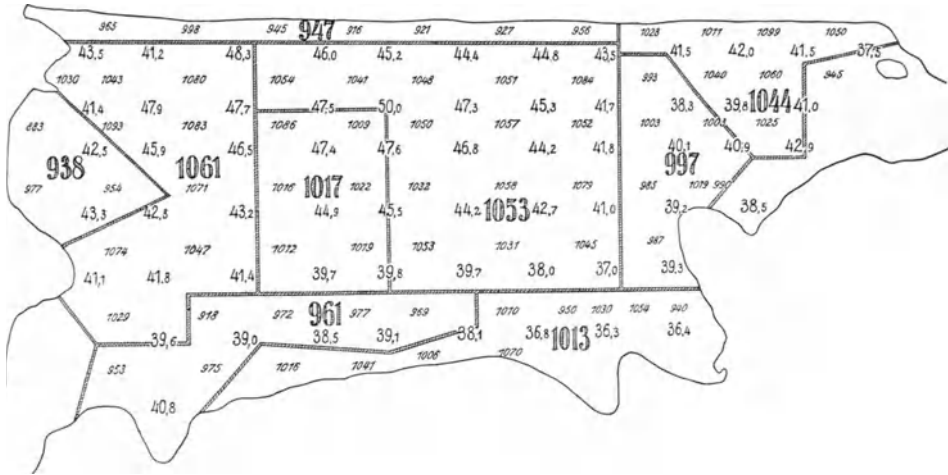 965 998 945 947 916 921 927 956 1028 1011 1099 1050
43,5 41,2 48,3 46,0 45,2 44,4 44,8 43,5 41,5 42,0 41,5 37,5
1030 1043 1080 1054 1041 1048 1051 1084 993 1040 1060 945
41,4 47,9 47,7 47,5 50,0 47,3 45,3 41,7 38,3 39,8 1044 41,0
883 1093 1083 1086 1009 1050 1057 1052 1003 1003 1025
42,5 45,9 46,5 47,4 47,6 46,8 44,2 41,8 40,1 40,9 42,9
938 1061 997
977 954 1071 1016 1017 1022 1032 1058 1079 985 1019 990
43,3 42,8 43,2 44,9 45,5 44,2 1053 42,7 41,0 39,2 38,5
1074 1047 1012 1019 1053 1031 1045 987
41,1 41,8 41,4 39,7 39,8 39,7 38,0 37,0 39,3
1029 918 972 961 977 969 1010 950 1030 1054 940
39,6 39,0 38,5 39,1 38,1 36,8 1013 36,3 36,4
953 975 1016 1041 1006 1070
40,8